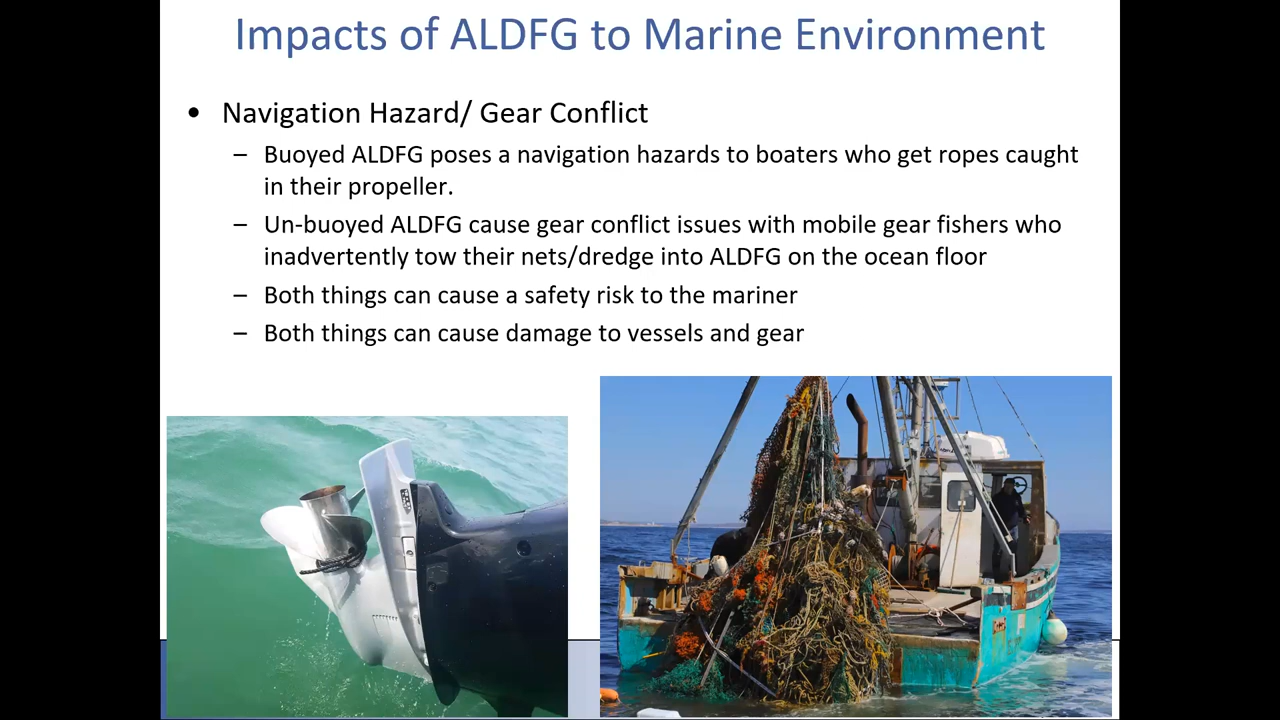 Impacts of ALDFG to Marine Environment
• Navigation Hazard/ Gear Conflict
– Buoyed ALDFG poses a navigation hazards to boaters who get ropes caught
in their propeller.
– Un-buoyed ALDFG cause gear conflict issues with mobile gear fishers who
inadvertently tow their nets/dredge into ALDFG on the ocean floor
– Both things can cause a safety risk to the mariner
– Both things can cause damage to vessels and gear